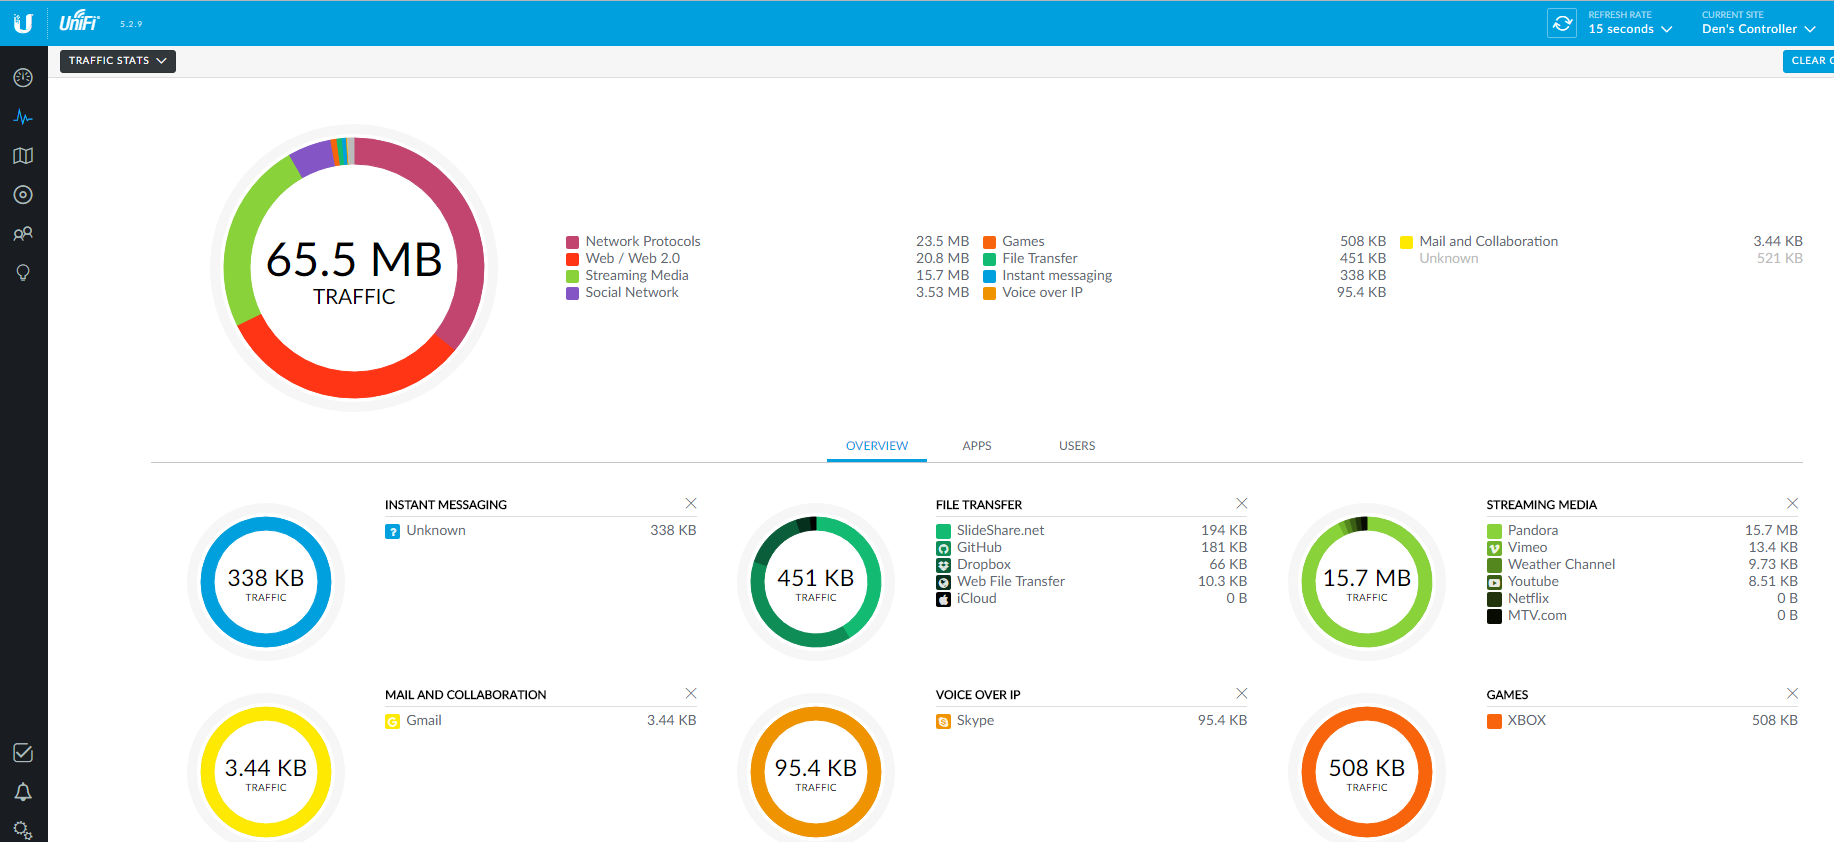 UniFi 5.2.9
REFRESH RATE
15 seconds
CURRENT SITE
Den's Controller
TRAFFIC STATS
CLEAR
65.5 MB
TRAFFIC
Network Protocols 23.5 MB
Web / Web 2.0 20.8 MB
Streaming Media 15.7 MB
Social Network 3.53 MB
Games 508 KB
File Transfer 451 KB
Instant messaging 338 KB
Voice over IP 95.4 KB
Mail and Collaboration 3.44 KB
Unknown 521 KB
OVERVIEW APPS USERS
338 KB
TRAFFIC
INSTANT MESSAGING
Unknown 338 KB
451 KB
TRAFFIC
FILE TRANSFER
SlideShare.net 194 KB
GitHub 181 KB
Dropbox 66 KB
Web File Transfer 10.3 KB
iCloud 0 B
15.7 MB
TRAFFIC
STREAMING MEDIA
Pandora 15.7 MB
Vimeo 13.4 KB
Weather Channel 9.73 KB
Youtube 8.51 KB
Netflix 0 B
MTV.com 0 B
3.44 KB
TRAFFIC
MAIL AND COLLABORATION
Gmail 3.44 KB
95.4 KB
TRAFFIC
VOICE OVER IP
Skype 95.4 KB
508 KB
TRAFFIC
GAMES
XBOX 508 KB